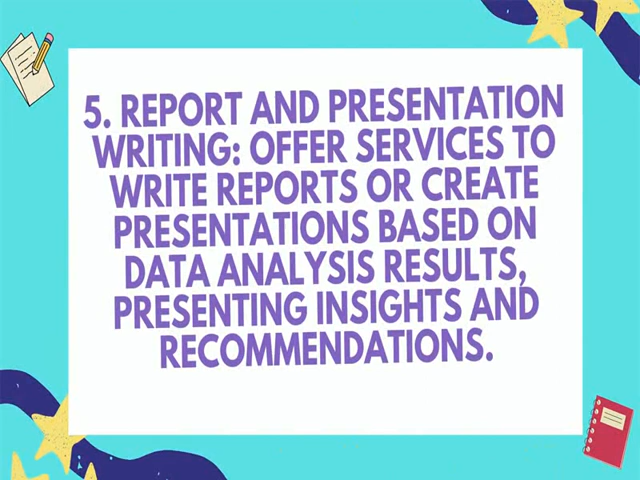 5. REPORT AND PRESENTATION
WRITING: OFFER SERVICES TO
WRITE REPORTS OR CREATE
PRESENTATIONS BASED ON
DATA ANALYSIS RESULTS,
PRESENTING INSIGHTS AND
RECOMMENDATIONS.